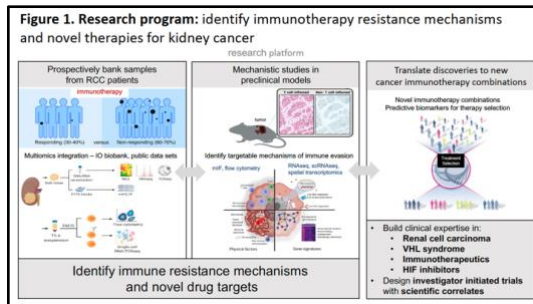 Figure 1. Research program: identify immunotherapy resistance mechanisms
and novel therapies for kidney cancer
research platform
Prospectively bank samples
from RCC patients
immunotherapy
Responding (30-40%)
versus
Non-responding (60-70%)
Multiomics integration – IO biobank, public data sets
Mechanistic studies in
preclinical models
T cell inflamed
Non-T cell inflamed
tumor
Identify targetable mechanisms of immune evasion
mIF, flow cytometry
RNAseq, scRNAseq,
spatial transcriptomics
Physical factors
Gene signatures
Identify immune resistance mechanisms
and novel drug targets
Translate discoveries to new
cancer immunotherapy combinations
Novel immunotherapy combinations
Predictive biomarkers for therapy selection
Treatment
Selection
• Build clinical expertise in:
• Renal cell carcinoma
• VHL syndrome
• Immunotherapeutics
• HIF inhibitors
• Design investigator initiated trials
with scientific correlates